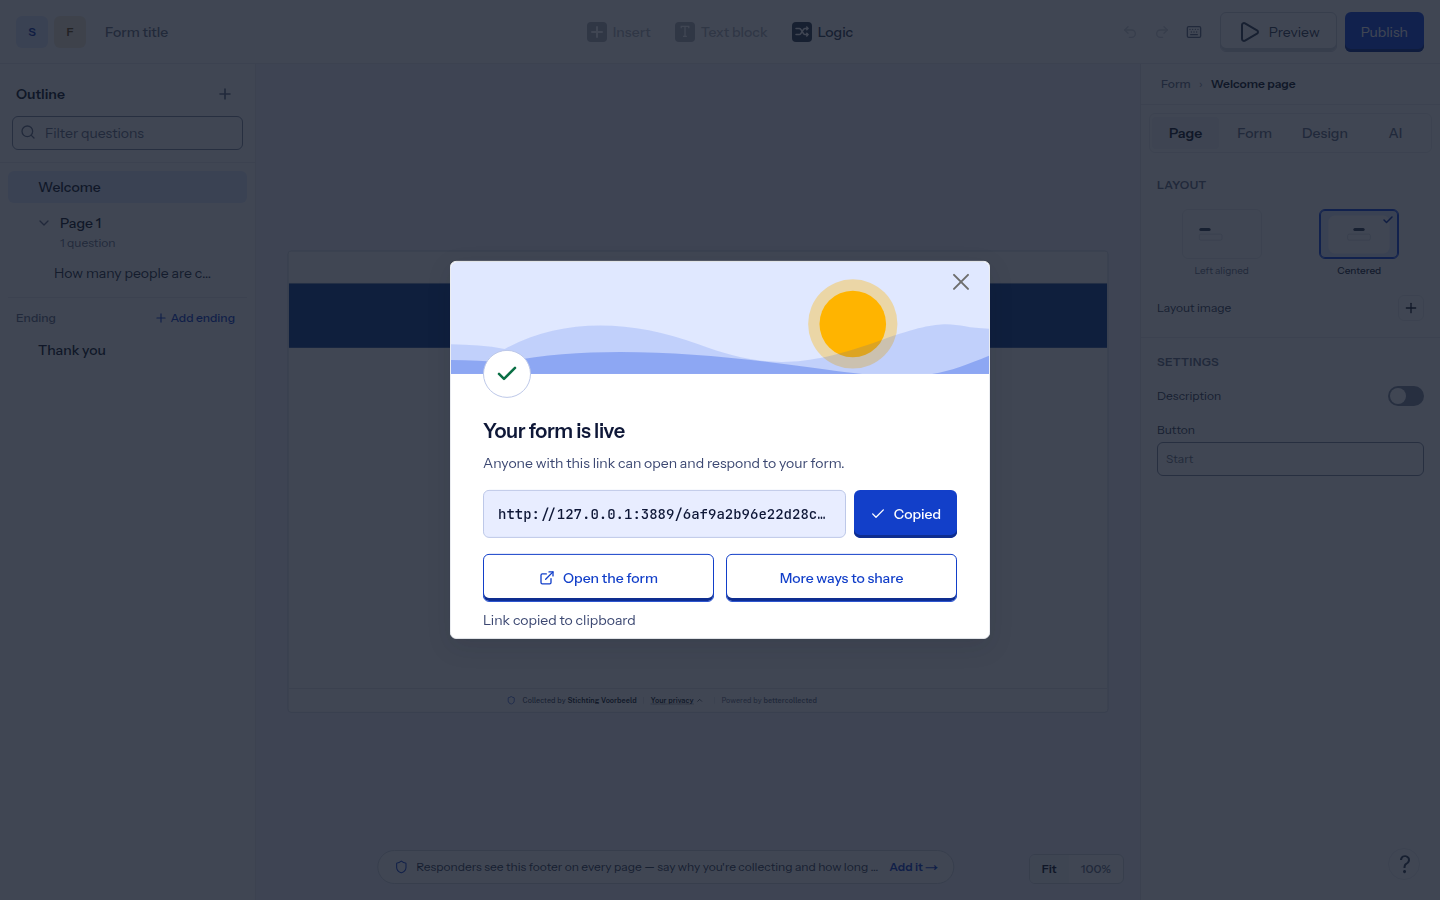 S
F
Form title
Insert
Text block
Logic
Preview
Publish
Outline
Filter questions
Welcome
Page 1
1 question
How many people are c...
Ending
Add ending
Thank you
Your form is live
Anyone with this link can open and respond to your form.
http://127.0.0.1:3889/6af9a2b96e22d28c…
Copied
Open the form
More ways to share
Link copied to clipboard
Collected by Stichting Voorbeeld
Your privacy
Powered by bettercollected
Responders see this footer on every page — say why you're collecting and how long ...
Add it →
Fit
100%
Form › Welcome page
Page
Form
Design
AI
LAYOUT
Left aligned
Centered
Layout image
SETTINGS
Description
Button
Start
?